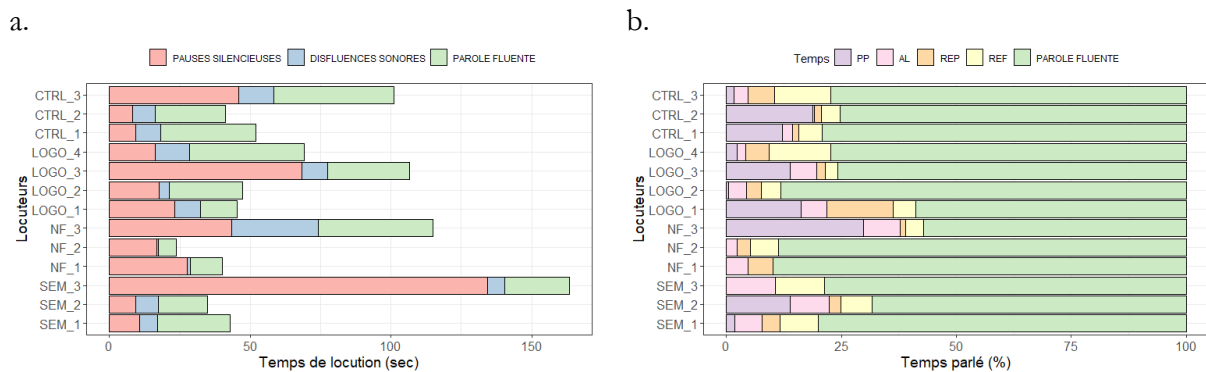 a.
PAUSES SILENCIEUSES DISFLUENCES SONORES PAROLE FLUENTE
Locuteurs
CTRL_3
CTRL_2
CTRL_1
LOGO_4
LOGO_3
LOGO_2
LOGO_1
NF_3
NF_2
NF_1
SEM_3
SEM_2
SEM_1
0 50 100 150
Temps de locution (sec)
b.
Temps PP AL REP REF PAROLE FLUENTE
Locuteurs
CTRL_3
CTRL_2
CTRL_1
LOGO_4
LOGO_3
LOGO_2
LOGO_1
NF_3
NF_2
NF_1
SEM_3
SEM_2
SEM_1
0 25 50 75 100
Temps parlé (%)